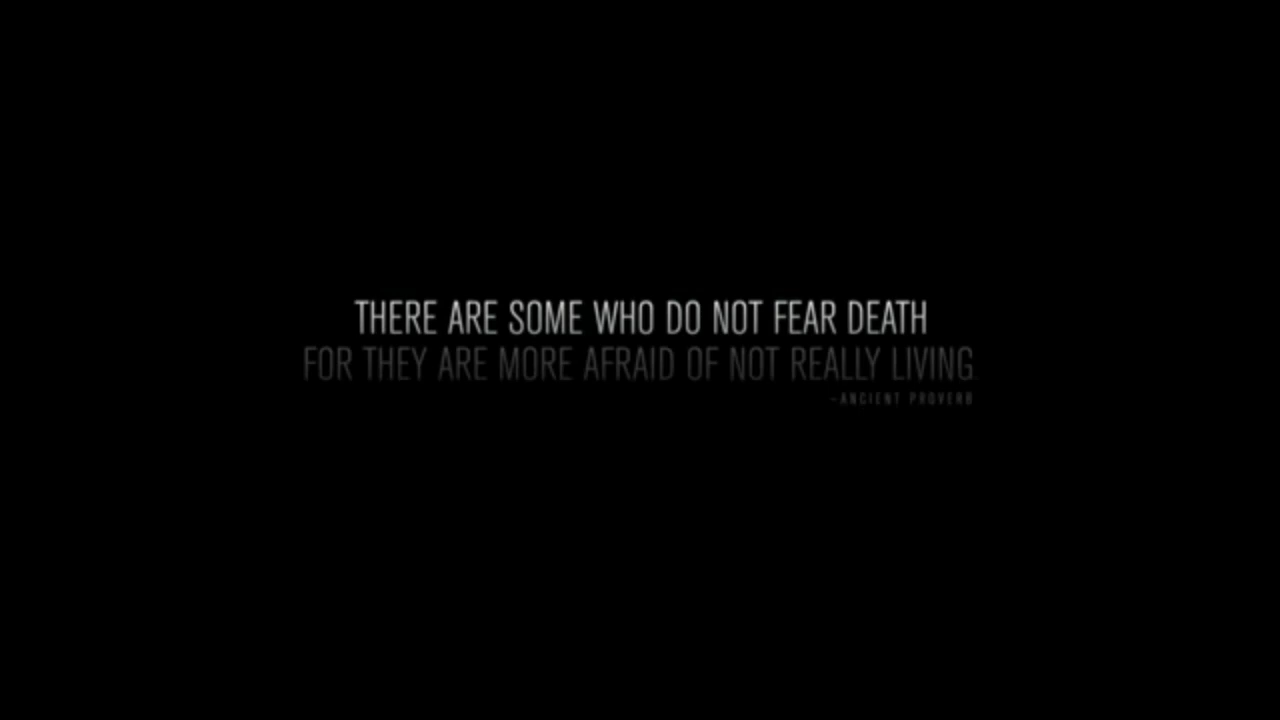 THERE ARE SOME WHO DO NOT FEAR DEATH
FOR THEY ARE MORE AFRAID OF NOT REALLY LIVING.
~ANCIENT PROVERB